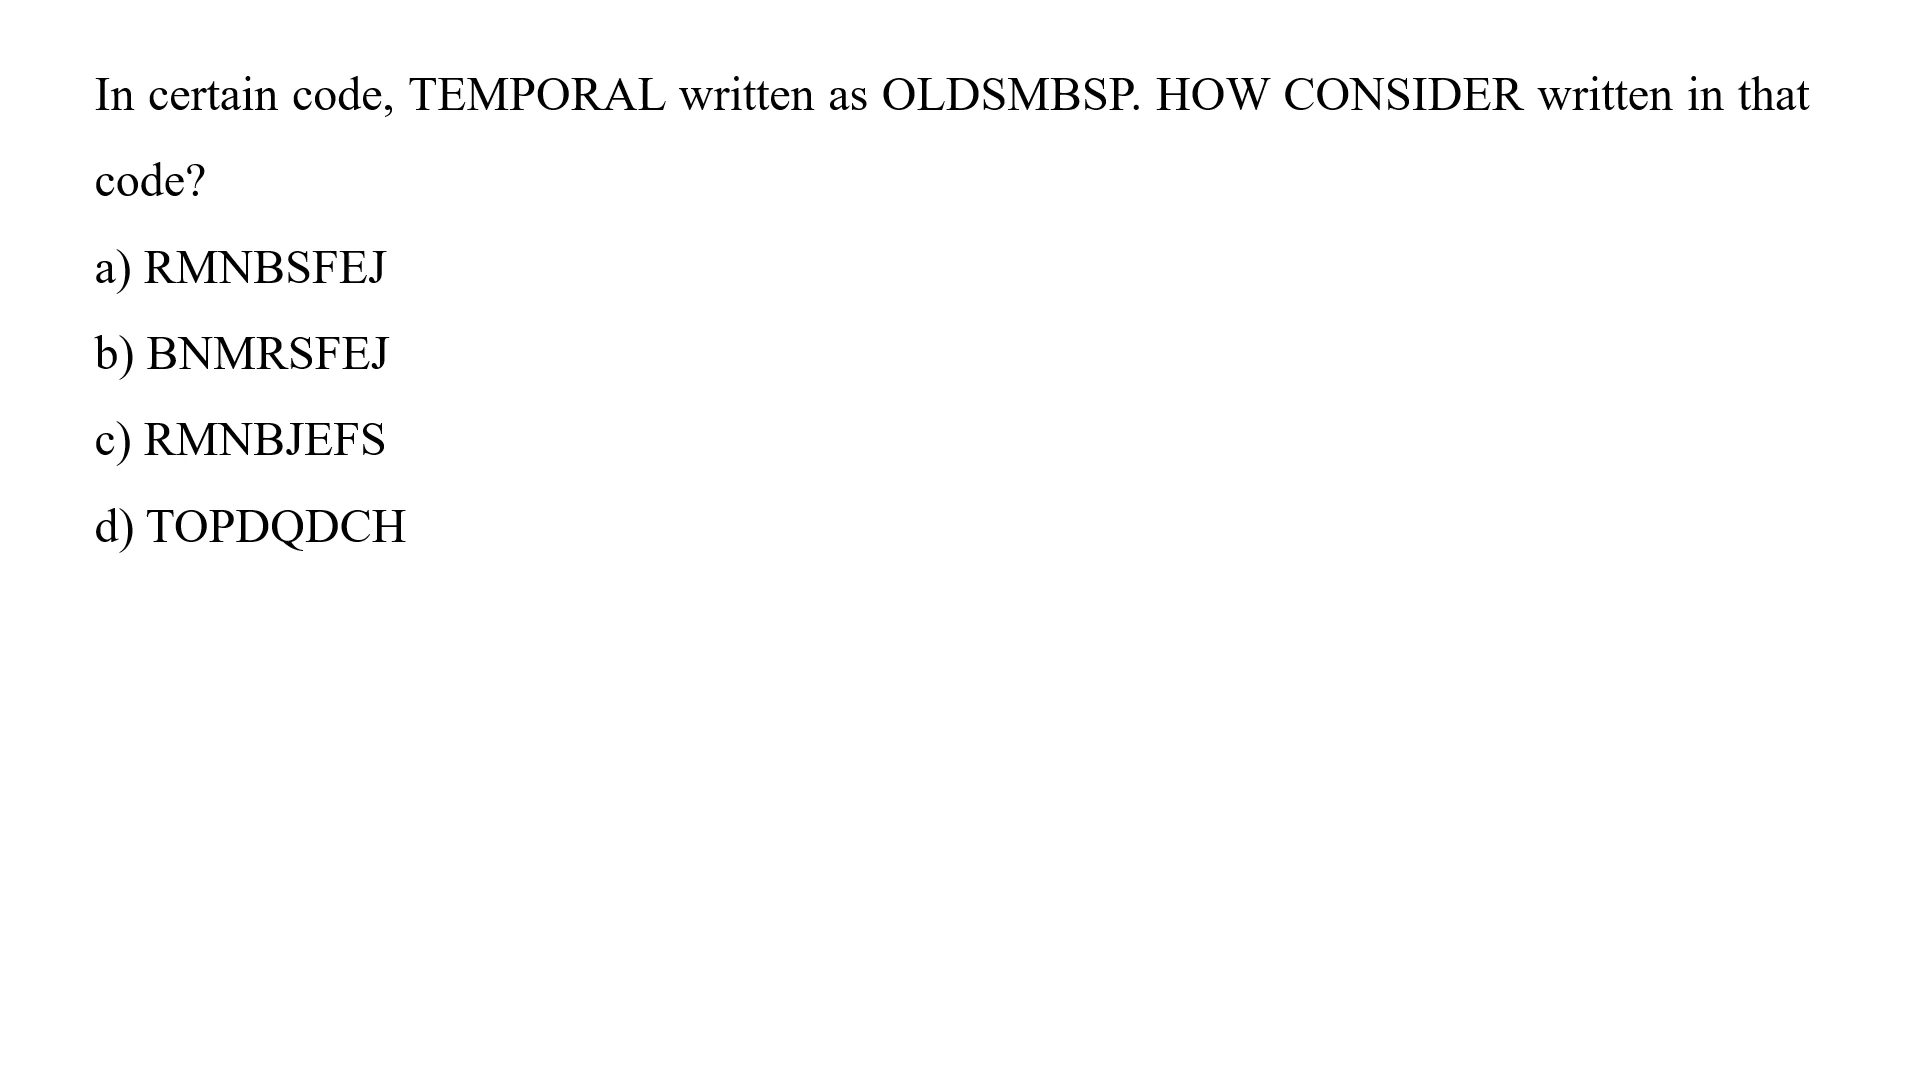 In certain code, TEMPORAL written as OLDSMBSP. HOW CONSIDER written in that
code?
a) RMNBSFEJ
b) BNMRSFEJ
c) RMNBJEFS
d) TOPDQDCH